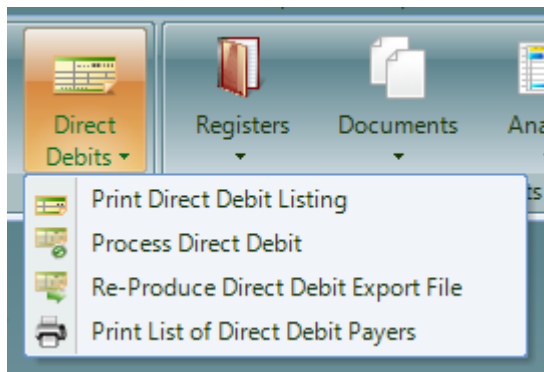 Direct
Debits
Registers
Documents
Print Direct Debit Listing
Process Direct Debit
Re-Produce Direct Debit Export File
Print List of Direct Debit Payers